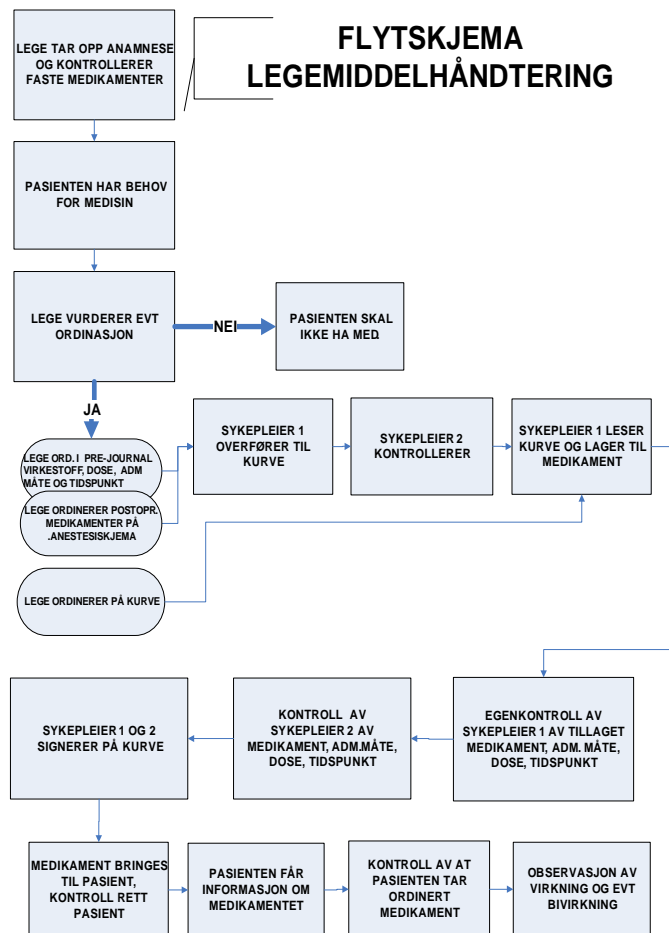 FLYTSKJEMA
LEGEMIDDELHÅNDTERING
LEGE TAR OPP ANAMNESE
OG KONTROLLERER
FASTE MEDIKAMENTER
PASIENTEN HAR BEHOV
FOR MEDISIN
LEGE VURDERER EVT
ORDINASJON
NEI
PASIENTEN SKAL
IKKE HA MED.
JA
LEGE ORD. I PRE-JOURNAL
VIRKESTOFF, DOSE, ADM
MÅTE OG TIDSPUNKT
LEGE ORDINERER POSTOPR.
MEDIKAMENTER PÅ
.ANESTESISKJEMA
LEGE ORDINERER PÅ KURVE
SYKEPLEIER 1
OVERFØRER TIL
KURVE
SYKEPLEIER 2
KONTROLLERER
SYKEPLEIER 1 LESER
KURVE OG LAGER TIL
MEDIKAMENT
EGENKONTROLL AV
SYKEPLEIER 1 AV TILLAGET
MEDIKAMENT, ADM. MÅTE,
DOSE, TIDSPUNKT
KONTROLL AV
SYKEPLEIER 2 AV
MEDIKAMENT, ADM.MÅTE,
DOSE, TIDSPUNKT
SYKEPLEIER 1 OG 2
SIGNERER PÅ KURVE
MEDIKAMENT BRINGES
TIL PASIENT,
KONTROLL RETT
PASIENT
PASIENTEN FÅR
INFORMASJON OM
MEDIKAMENTET
KONTROLL AV AT
PASIENTEN TAR
ORDINERT
MEDIKAMENT
OBSERVASJON AV
VIRKNING OG EVT
BIVIRKNING